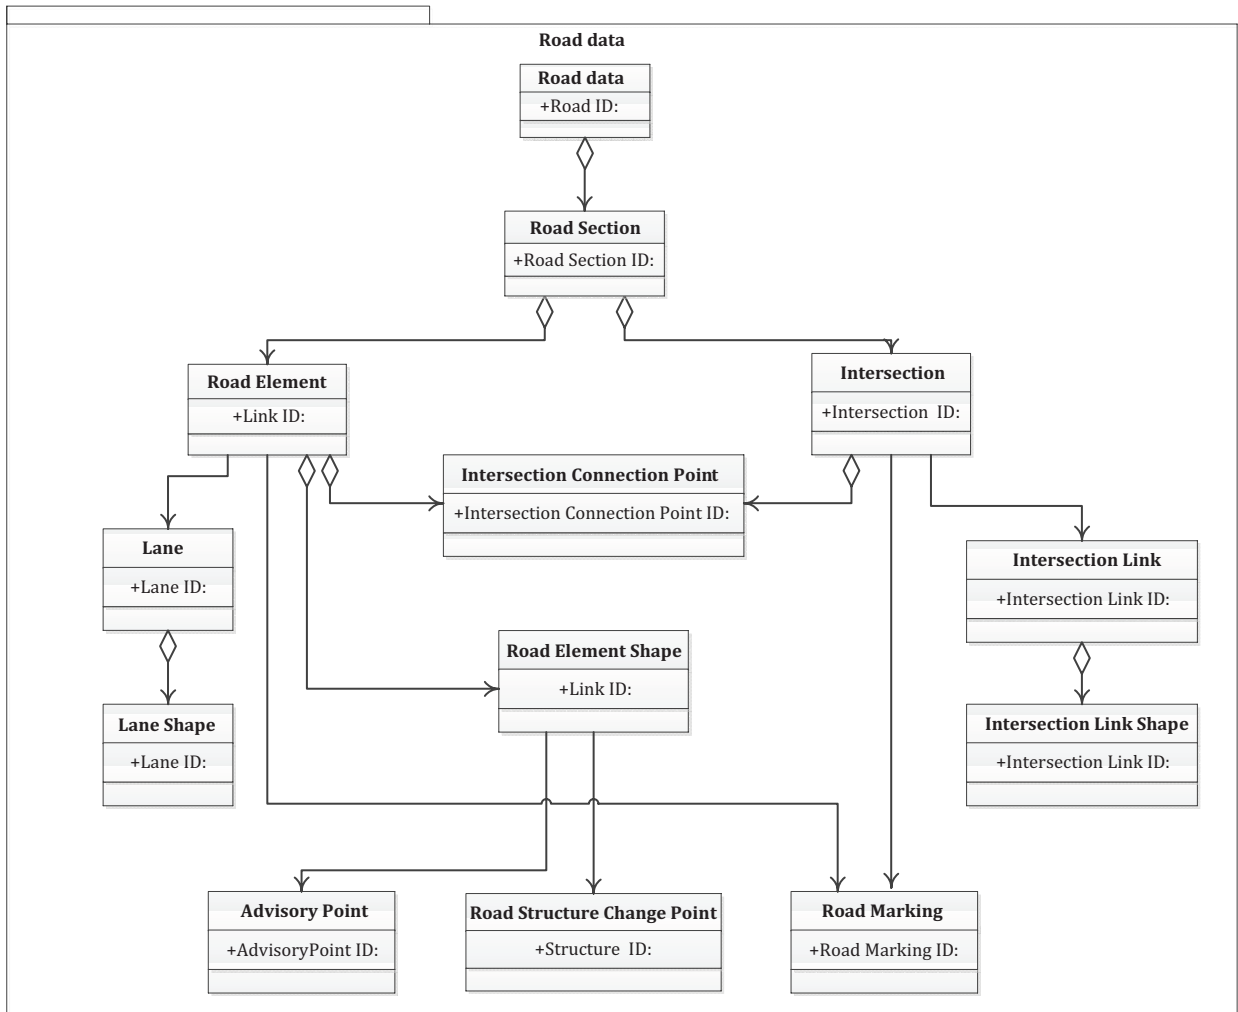 Road data
Road data
+Road ID:
Road Section
+Road Section ID:
Road Element
+Link ID:
Intersection
+Intersection  ID:
Intersection Connection Point
+Intersection Connection Point ID:
Lane
+Lane ID:
Intersection Link
+Intersection Link ID:
Road Element Shape
+Link ID:
Lane Shape
+Lane ID:
Intersection Link Shape
+Intersection Link ID:
Advisory Point
+AdvisoryPoint ID:
Road Structure Change Point
+Structure  ID:
Road Marking
+Road Marking ID: